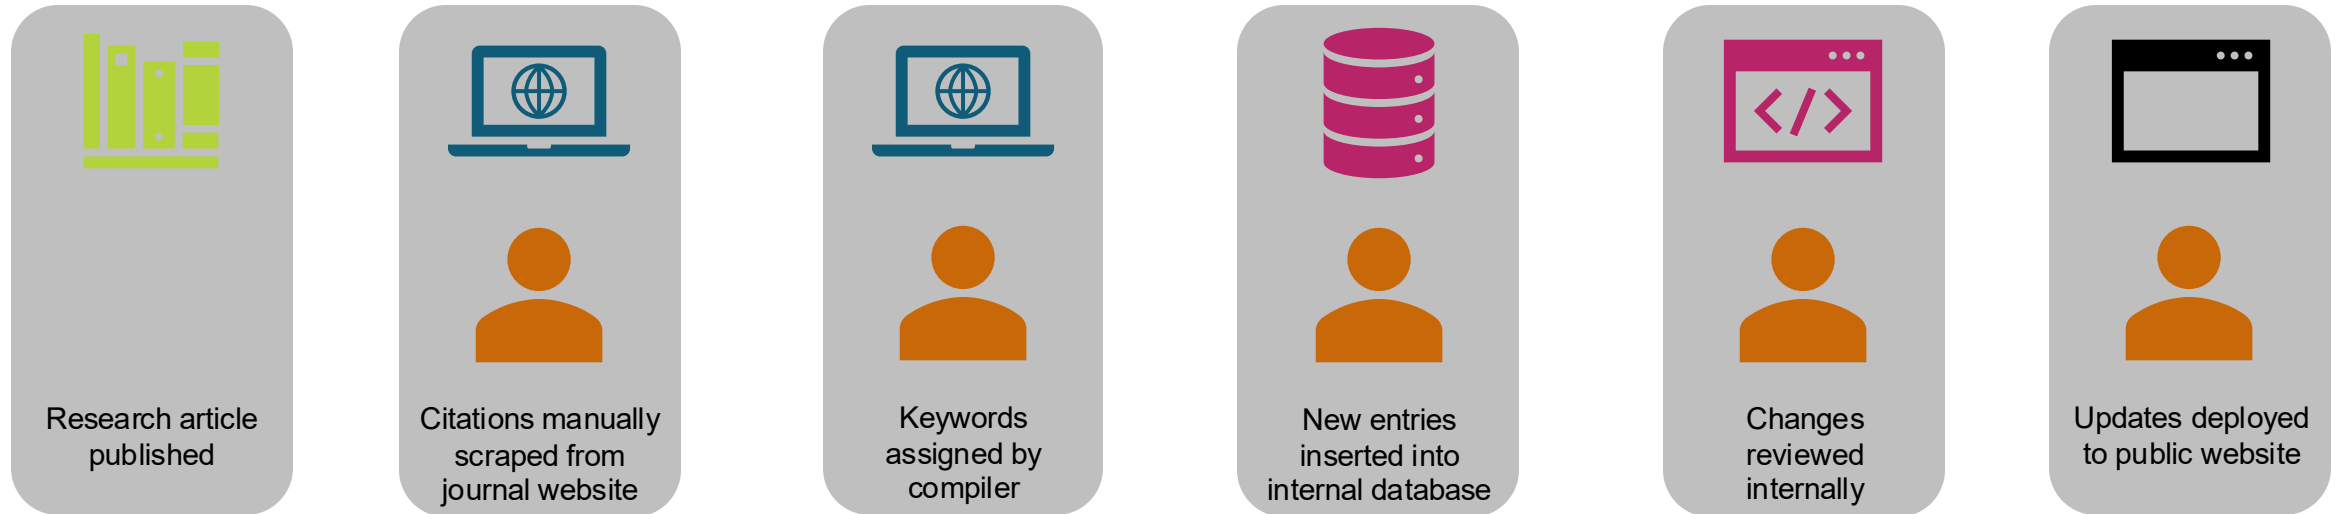 Research article
published
Citations manually
scraped from
journal website
Keywords
assigned by
compiler
New entries
inserted into
internal database
Changes
reviewed
internally
Updates deployed
to public website